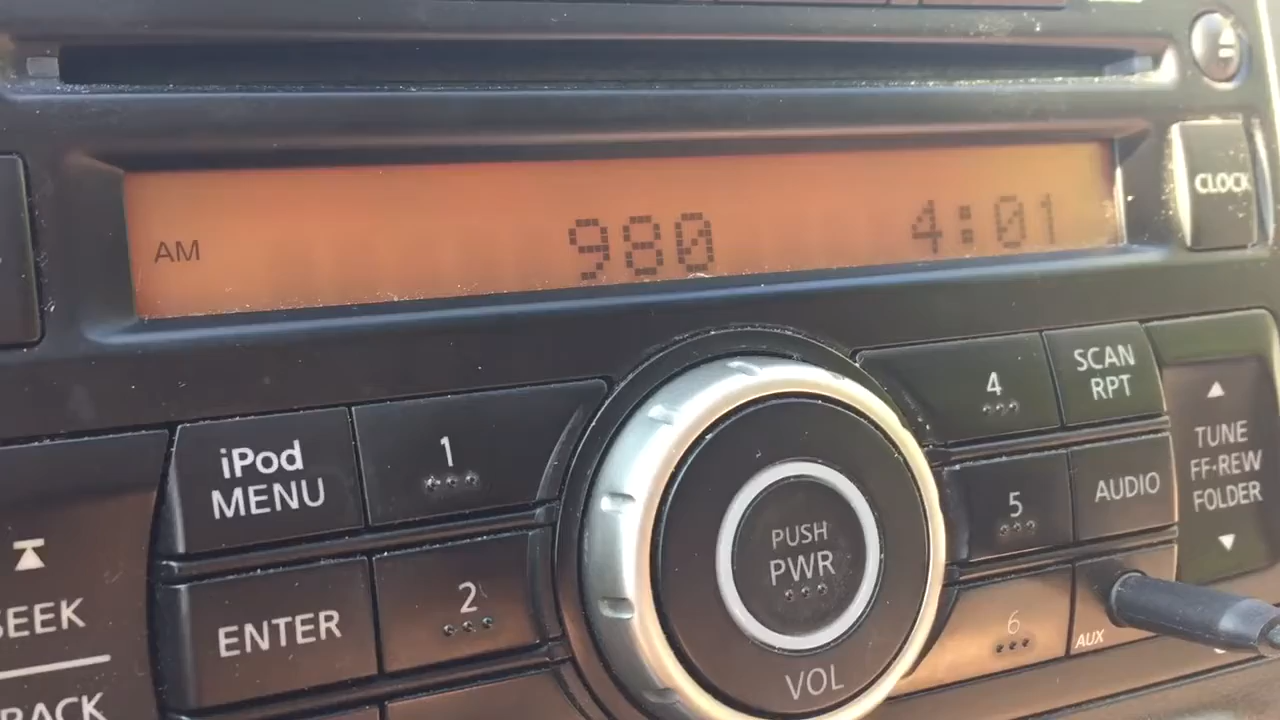 CLOCK
AM 980 4:01
iPod
MENU
1
4
SCAN
RPT
TUNE
FF·REW
FOLDER
SEEK
ENTER
2
PUSH
PWR
VOL
5
AUDIO
6
AUX